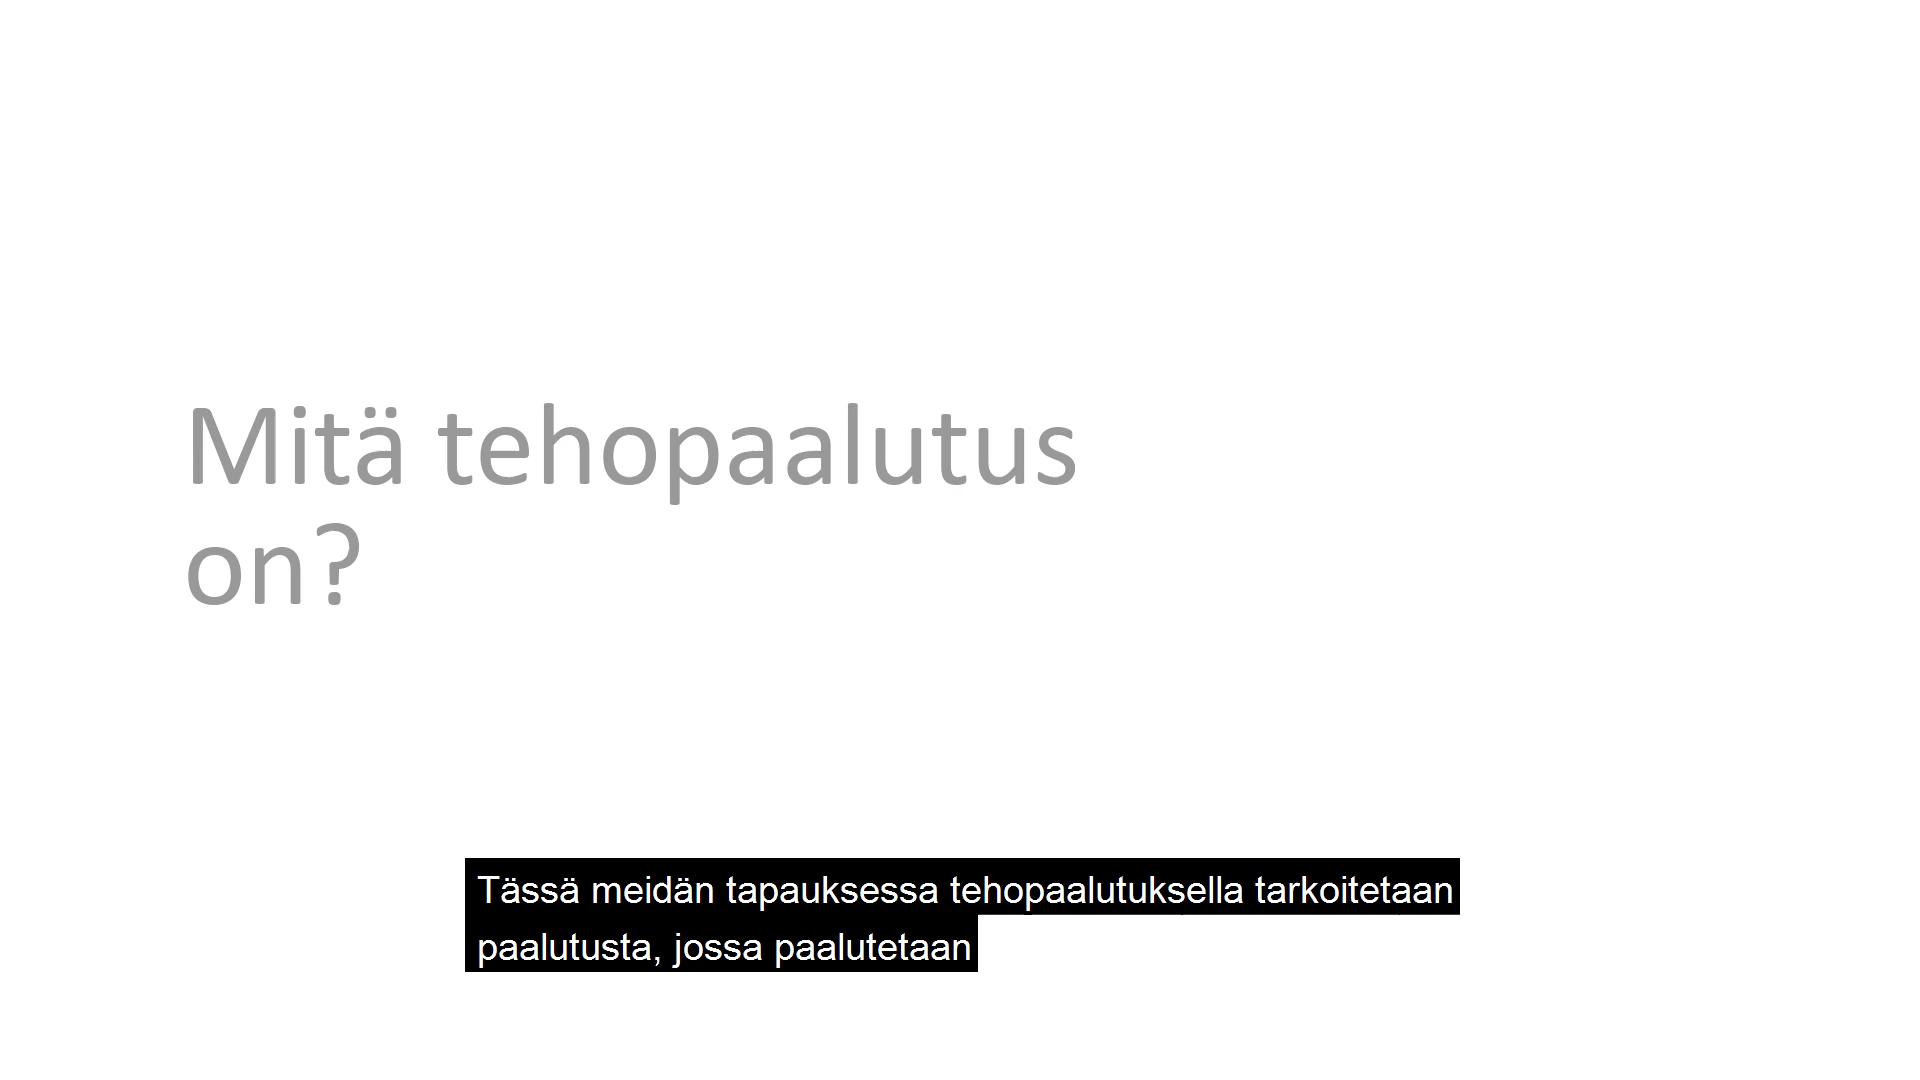 Mitä tehopaalutus
on?
Tässä meidän tapauksessa tehopaalutuksella tarkoitetaan
paalutusta, jossa paalutetaan